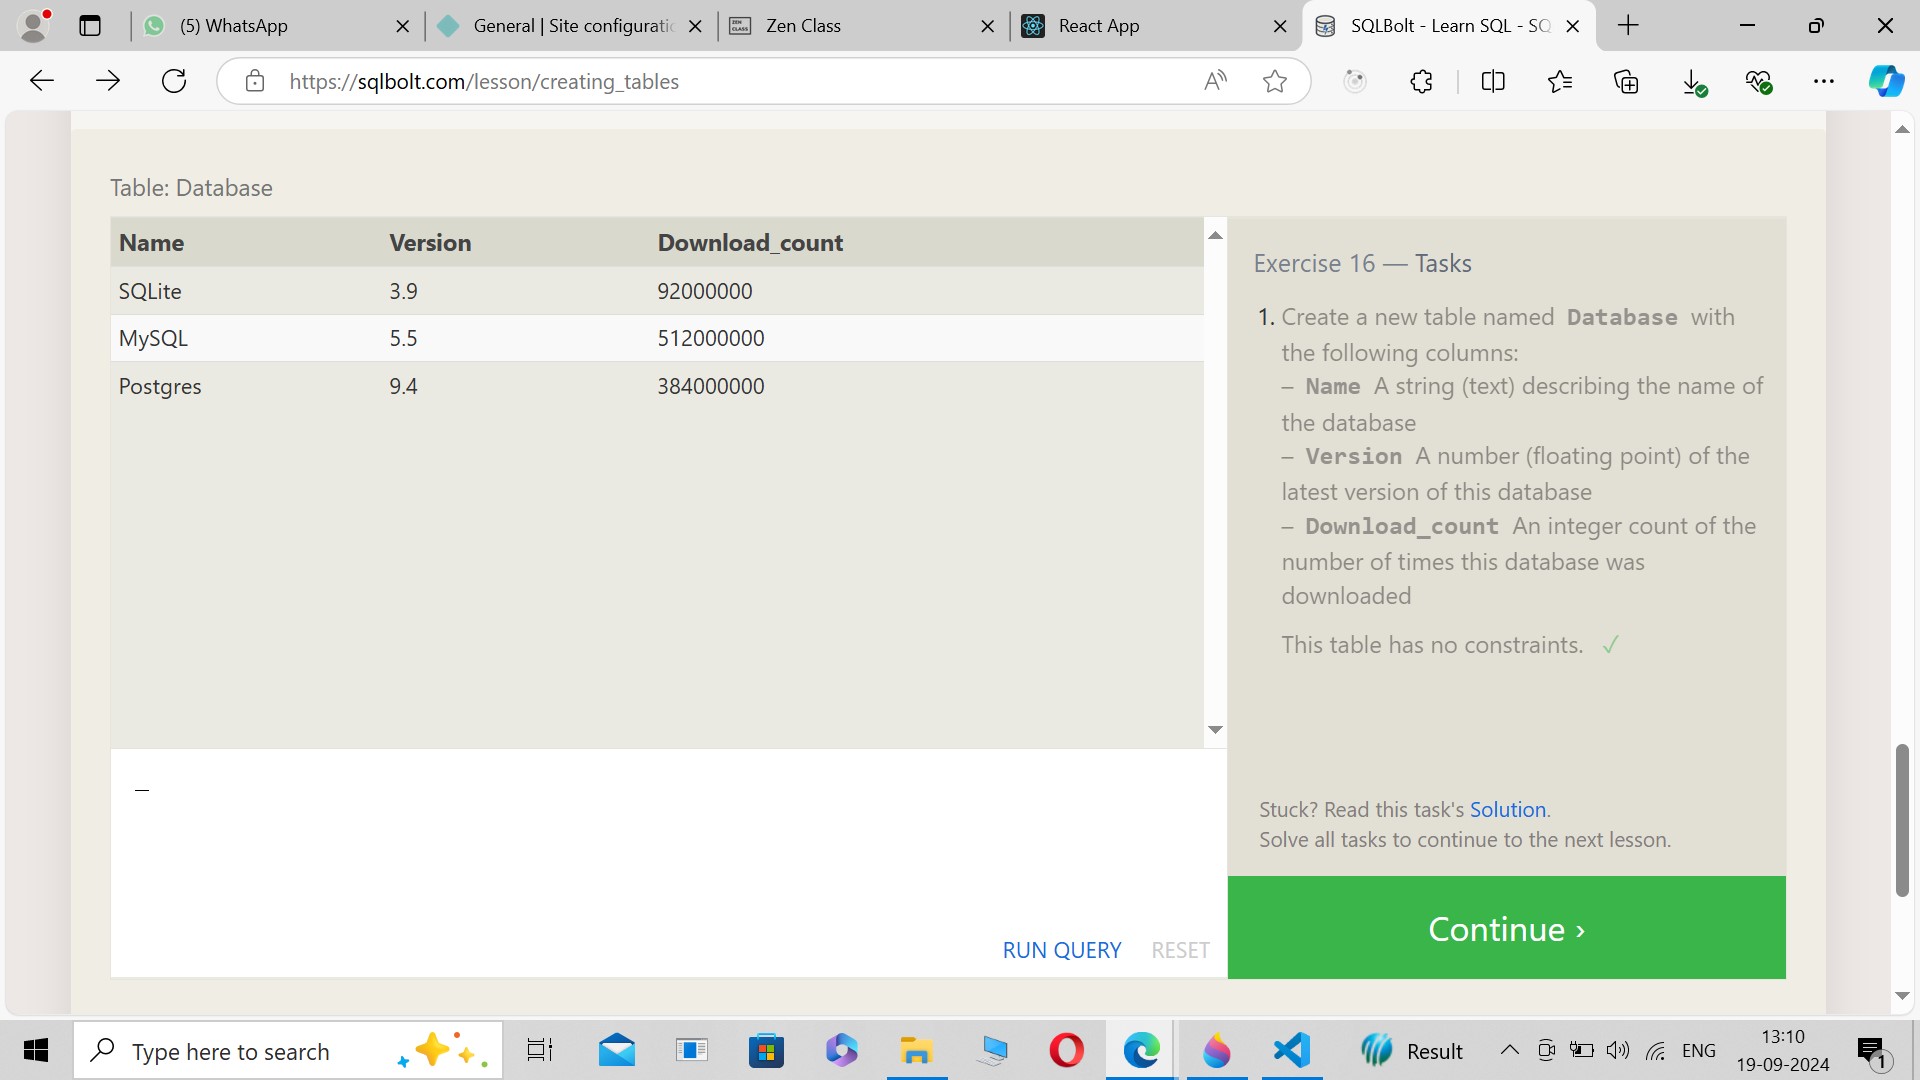 (5) WhatsApp
General | Site configuratio
ZEN CLASS
Zen Class
React App
SQLBolt - Learn SQL - SQ
https://sqlbolt.com/lesson/creating_tables
Table: Database
Name Version Download_count
SQLite 3.9 92000000
MySQL 5.5 512000000
Postgres 9.4 384000000
Exercise 16 — Tasks
1. Create a new table named Database with
the following columns:
– Name A string (text) describing the name of
the database
– Version A number (floating point) of the
latest version of this database
– Download_count An integer count of the
number of times this database was
downloaded
This table has no constraints. ✓
Stuck? Read this task's Solution.
Solve all tasks to continue to the next lesson.
RUN QUERY RESET
Continue ›
Type here to search
Result
ENG
13:10
19-09-2024
1